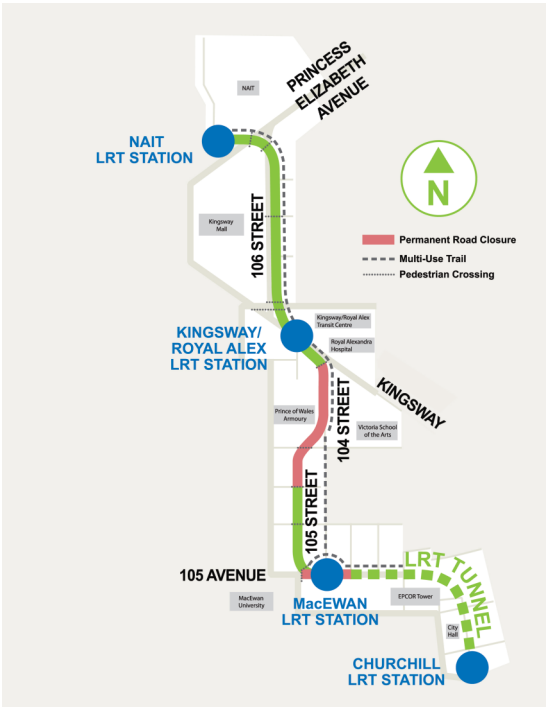 PRINCESS
ELIZABETH
AVENUE
NAIT
NAIT
LRT STATION
N
Kingsway
Mall
106 STREET
Permanent Road Closure
Multi-Use Trail
Pedestrian Crossing
Kingsway/Royal Alex
Transit Centre
KINGSWAY/
ROYAL ALEX
LRT STATION
Royal Alexandra
Hospital
KINGSWAY
Prince of Wales
Armoury
104 STREET
Victoria School
of the Arts
105 STREET
LRT TUNNEL
105 AVENUE
MacEwan
University
MacEWAN
LRT STATION
EPCOR Tower
City
Hall
CHURCHILL
LRT STATION